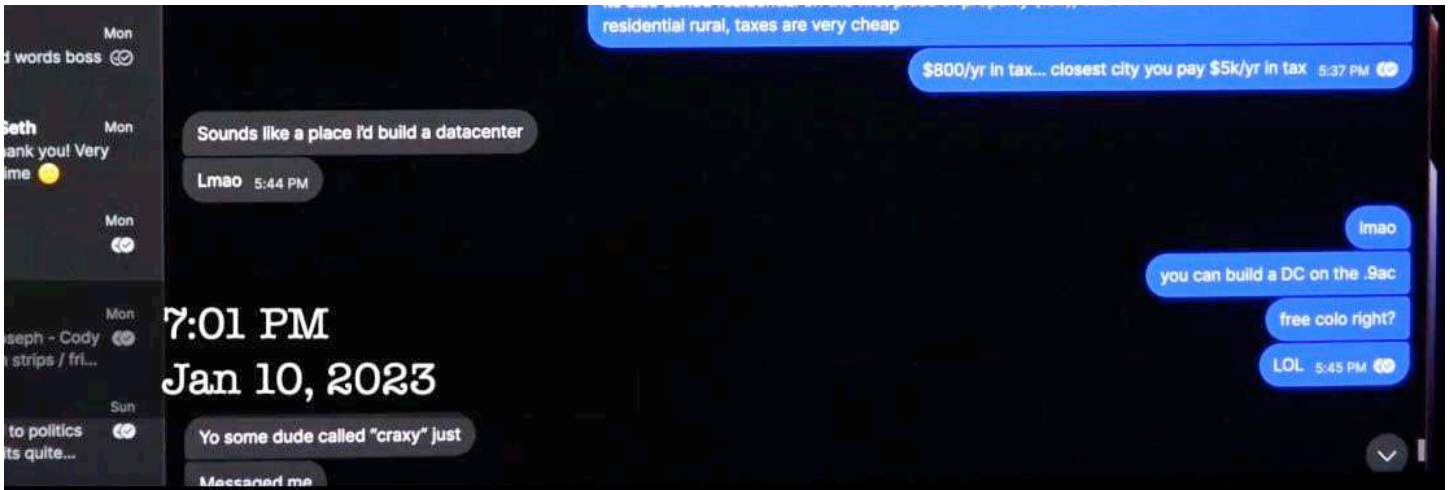 Mon
d words boss
Seth Mon
ank you! Very
ime
Mon
Mon
seph - Cody
strips / fri...
Sun
to politics
its quite...
residential rural, taxes are very cheap
$800/yr in tax... closest city you pay $5k/yr in tax 5:37 PM
Sounds like a place i'd build a datacenter
Lmao 5:44 PM
lmao
you can build a DC on the .9ac
free colo right?
LOL 5:45 PM
7:01 PM
Jan 10, 2023
Yo some dude called "craxy" just
Messaged me